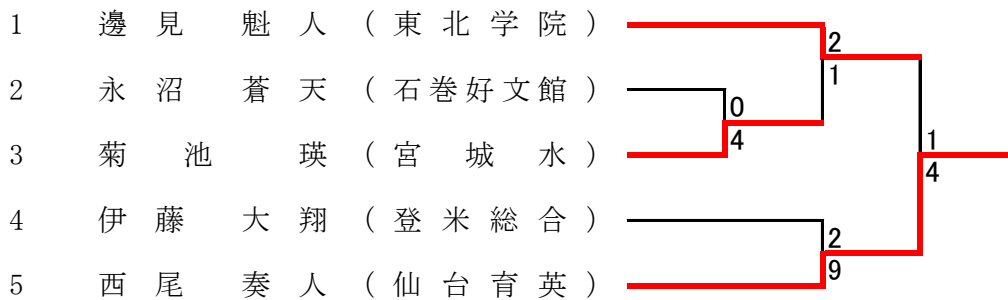 1 邊見 魁人 (東北学院)
2 永沼 蒼天 (石巻好文館)
3 菊池 瑛 (宮城水)
4 伊藤 大翔 (登米総合)
5 西尾 奏人 (仙台育英)
2
1
0
4
1
4
2
9